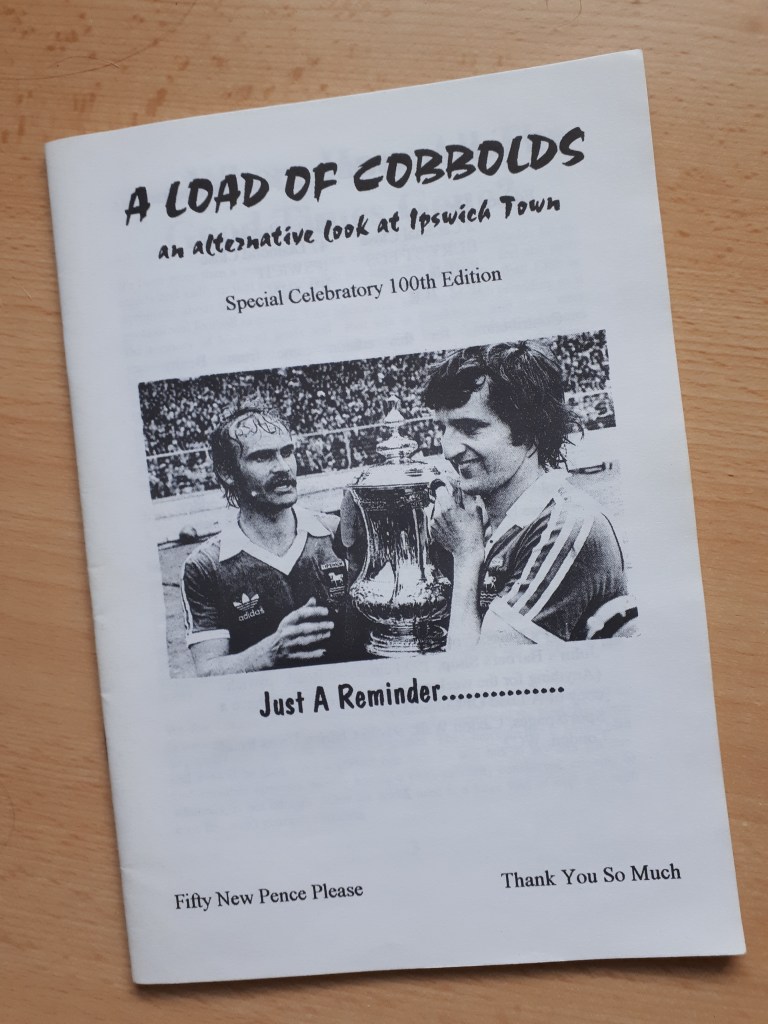 A LOAD OF COBBOLDS
an alternative look at Ipswich Town
Special Celebratory 100th Edition
adidas
Just A Reminder...............
Fifty New Pence Please
Thank You So Much